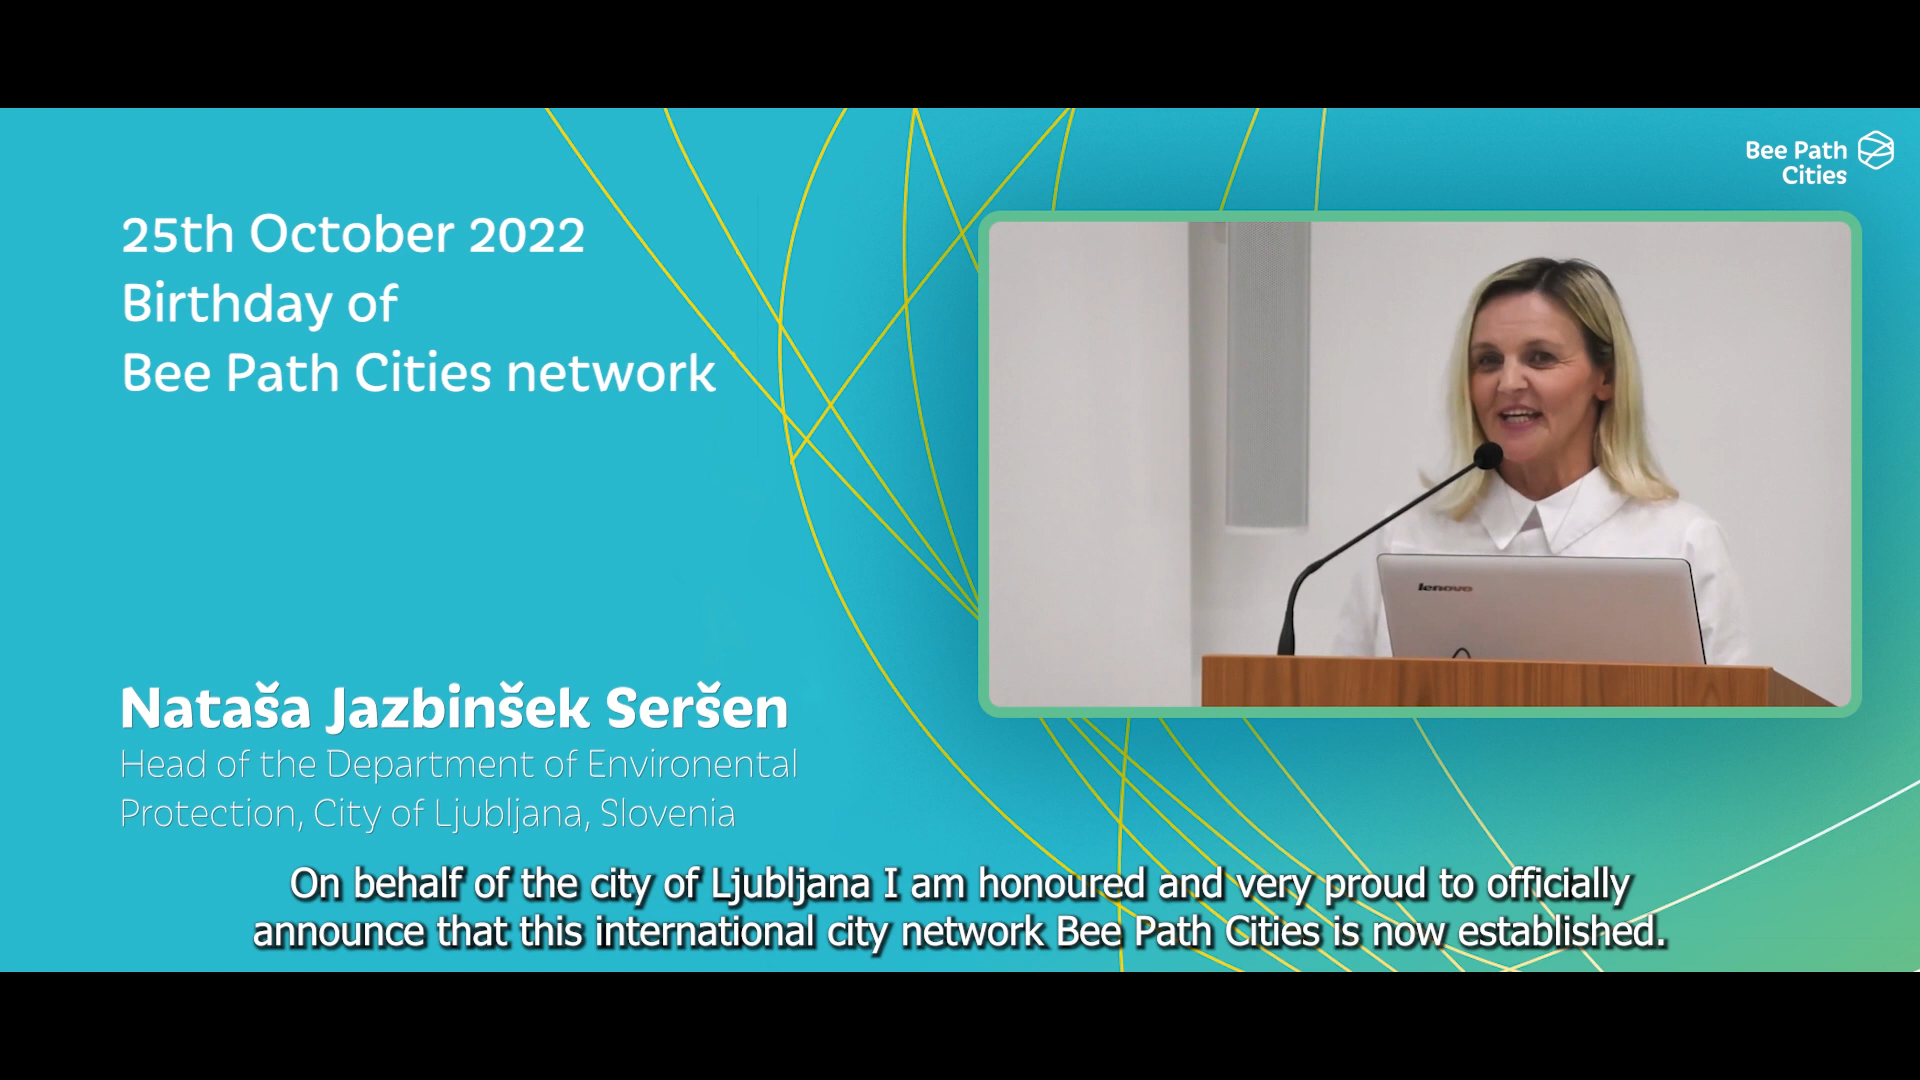 Bee Path
Cities
25th October 2022
Birthday of
Bee Path Cities network
lenovo
Nataša Jazbinšek Seršen
Head of the Department of Environental
Protection, City of Ljubljana, Slovenia
On behalf of the city of Ljubljana I am honoured and very proud to officially
announce that this international city network Bee Path Cities is now established.